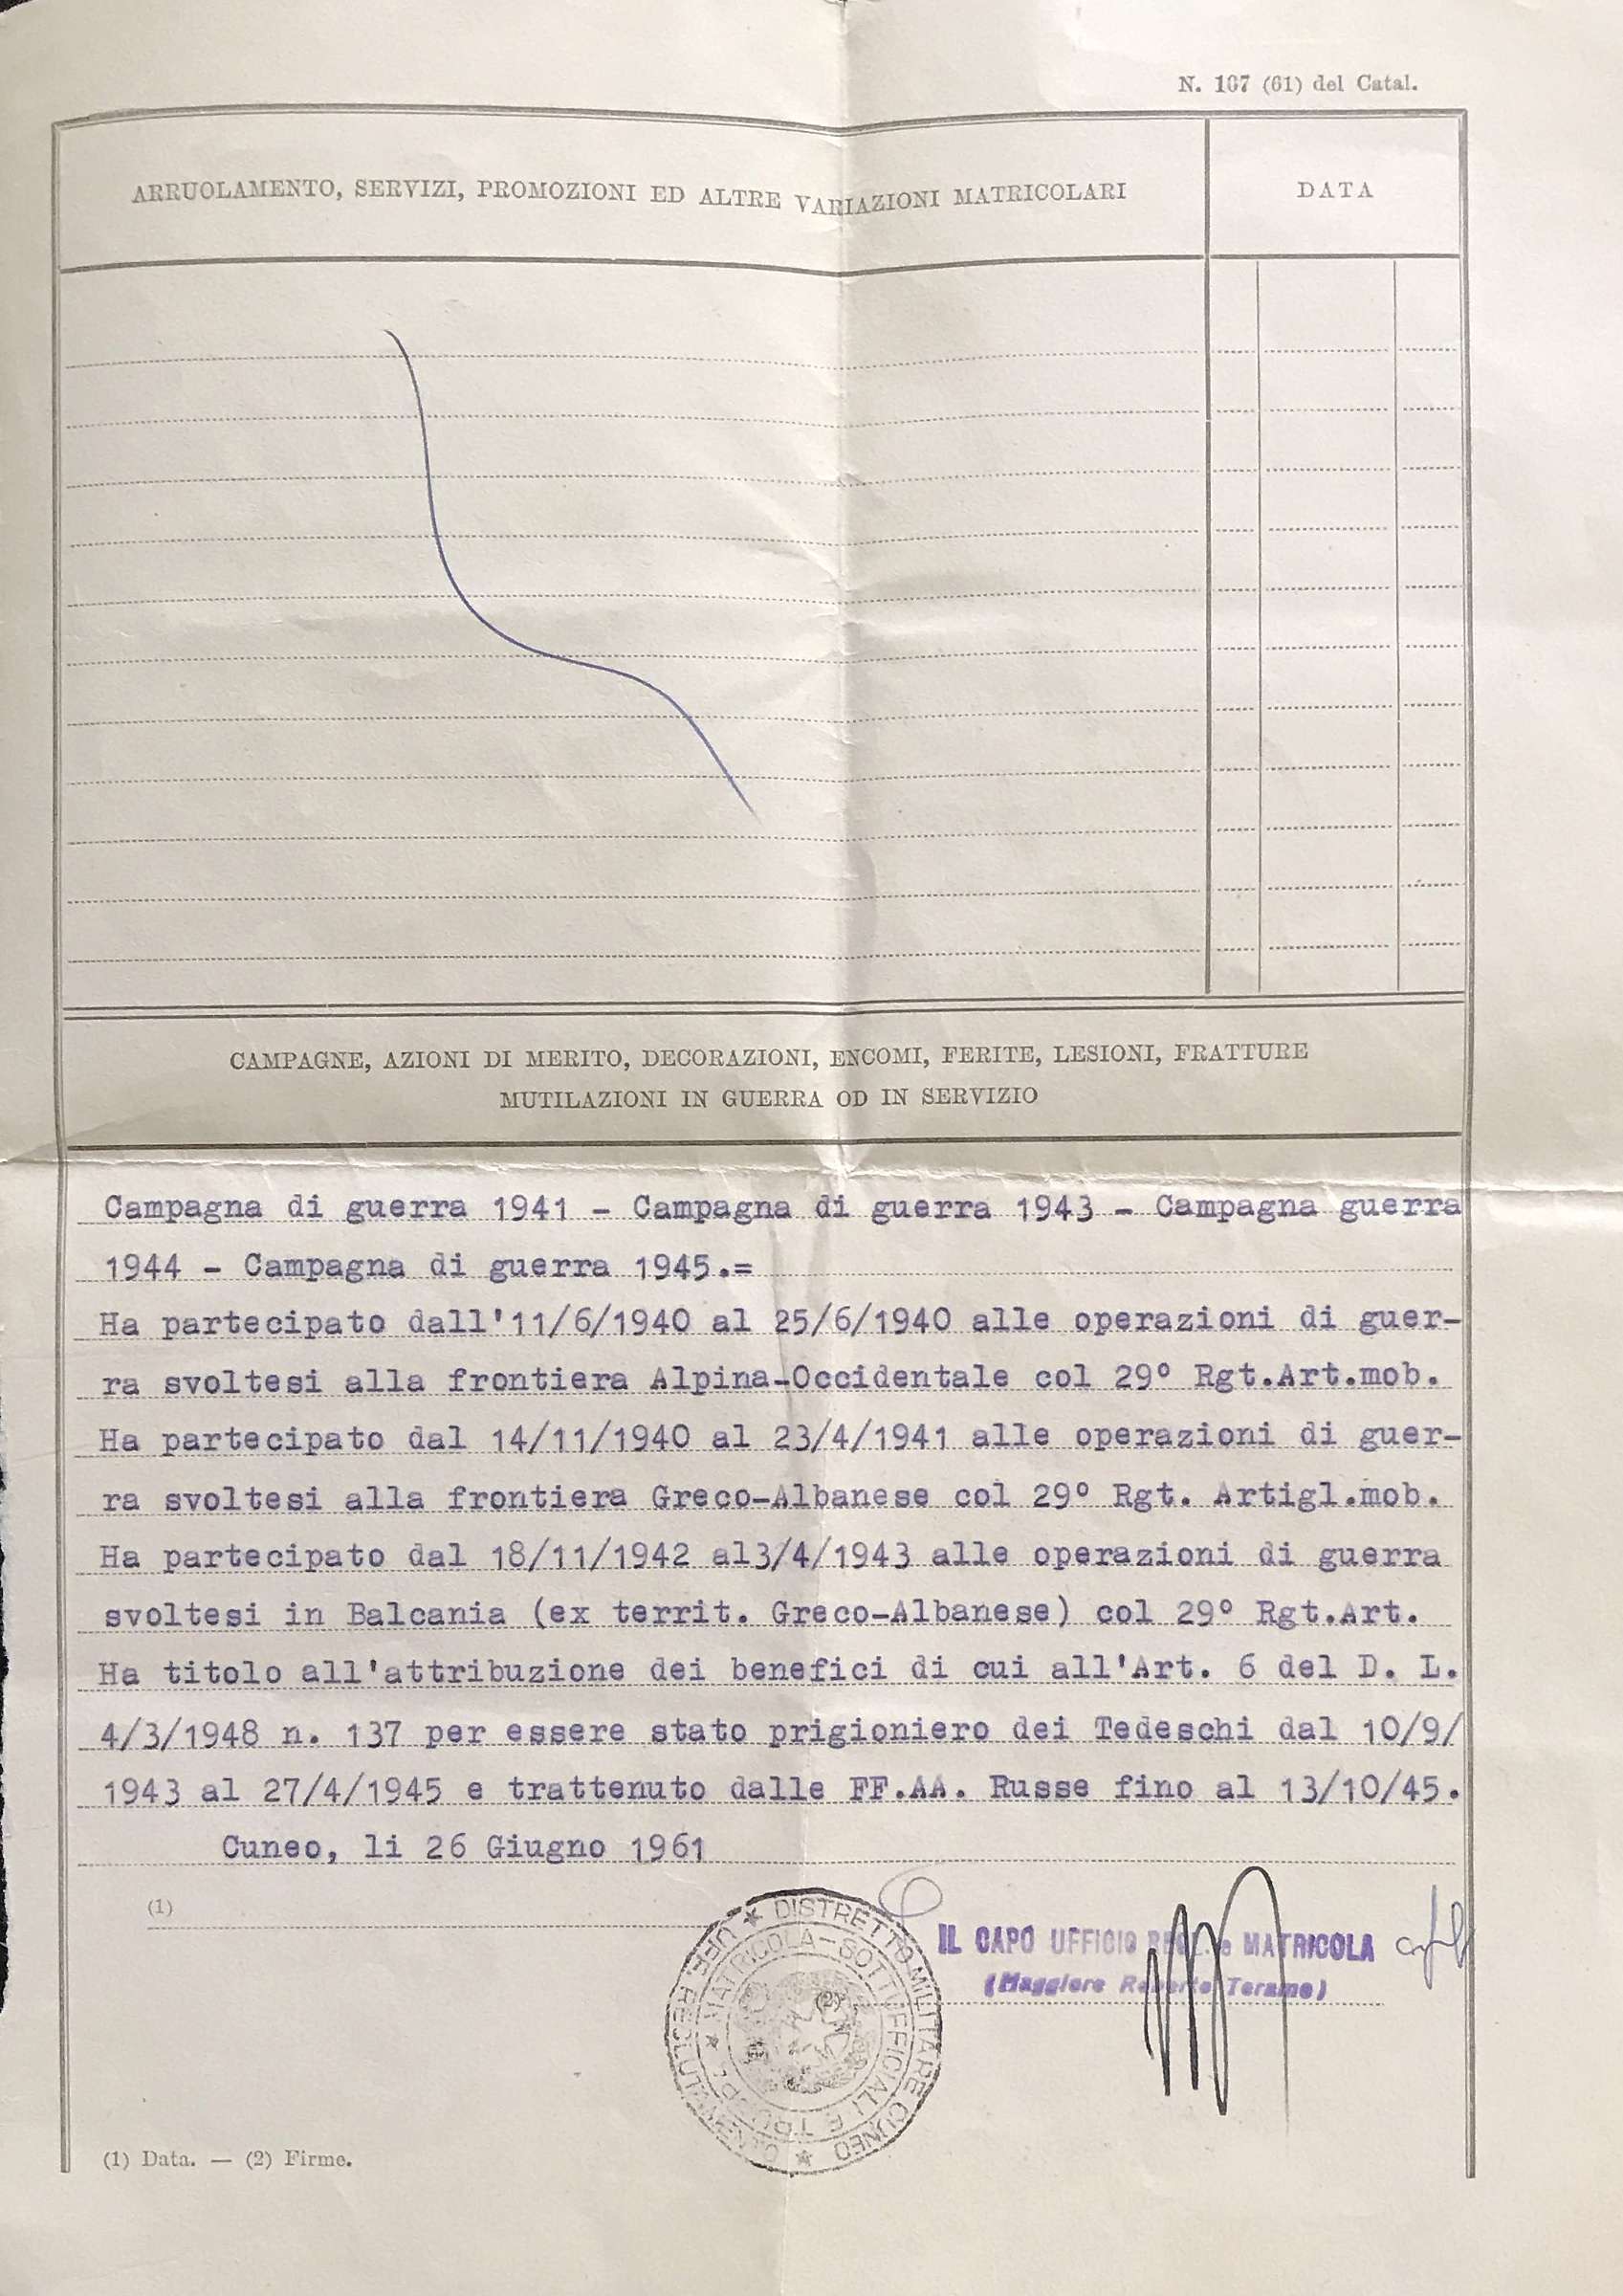 N. 107 (61) del Catal.
ARRUOLAMENTO, SERVIZI, PROMOZIONI ED ALTRE VARIAZIONI MATRICOLARI
DATA
CAMPAGNE, AZIONI DI MERITO, DECORAZIONI, ENCOMI, FERITE, LESIONI, FRATTURE
MUTILAZIONI IN GUERRA OD IN SERVIZIO
Campagna di guerra 1941 - Campagna di guerra 1943 - Campagna guerra
1944 - Campagna di guerra 1945.=
Ha partecipato dall'11/6/1940 al 25/6/1940 alle operazioni di guer-
ra svoltesi alla frontiera Alpina-Occidentale col 29° Rgt.Art.mob.
Ha partecipato dal 14/11/1940 al 23/4/1941 alle operazioni di guer-
ra svoltesi alla frontiera Greco-Albanese col 29° Rgt. Artigl.mob.
Ha partecipato dal 18/11/1942 al3/4/1943 alle operazioni di guerra
svoltesi in Balcania (ex territ. Greco-Albanese) col 29° Rgt.Art.
Ha titolo all'attribuzione dei benefici di cui all'Art. 6 del D. L.
4/3/1948 n. 137 per essere stato prigioniero dei Tedeschi dal 10/9/
1943 al 27/4/1945 e trattenuto dalle FF.AA. Russe fino al 13/10/45.
Cuneo, li 26 Giugno 1961
(1)
IL CAPO UFFICIO MATRICOLA
(Maggiore Roberto
(2)
DISTRETTO MILITARE CUNEO
MATRICOLA - SOTTUFFICIALI E TRUPPA
(1) Data. — (2) Firme.